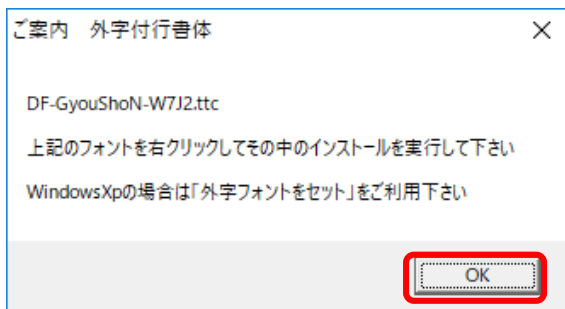 ご案内　外字付行書体
DF-GyouShoN-W7J2.ttc
上記のフォントを右クリックしてその中のインストールを実行して下さい
WindowsXpの場合は「外字フォントをセット」をご利用下さい
OK